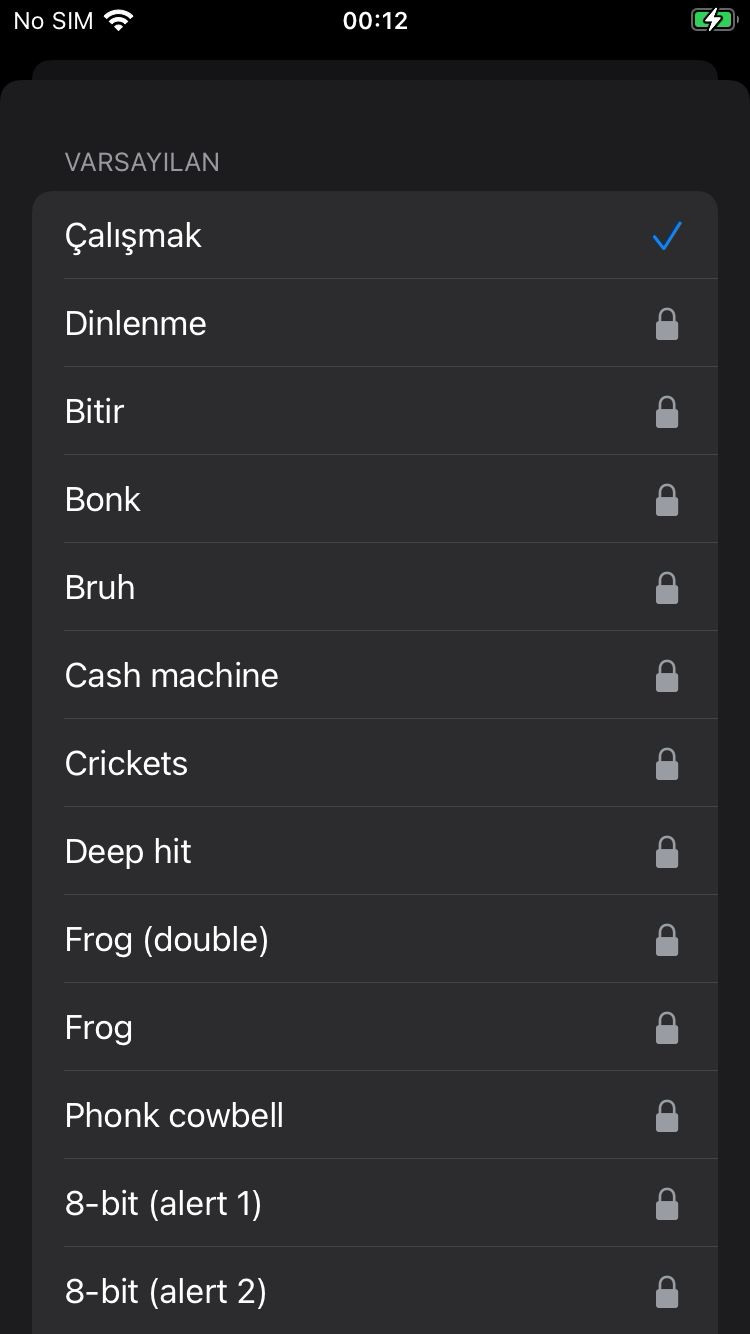 No SIM 00:12
VARSAYILAN
Çalışmak
Dinlenme
Bitir
Bonk
Bruh
Cash machine
Crickets
Deep hit
Frog (double)
Frog
Phonk cowbell
8-bit (alert 1)
8-bit (alert 2)